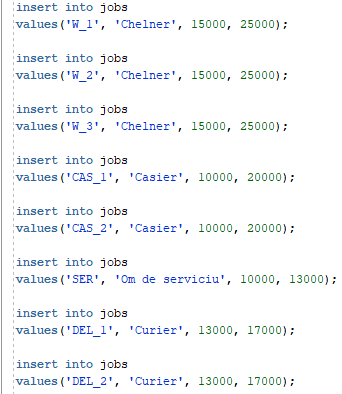 insert into jobs
values('W_1', 'Chelner', 15000, 25000);
insert into jobs
values('W_2', 'Chelner', 15000, 25000);
insert into jobs
values('W_3', 'Chelner', 15000, 25000);
insert into jobs
values('CAS_1', 'Casier', 10000, 20000);
insert into jobs
values('CAS_2', 'Casier', 10000, 20000);
insert into jobs
values('SER', 'Om de serviciu', 10000, 13000);
insert into jobs
values('DEL_1', 'Curier', 13000, 17000);
insert into jobs
values('DEL_2', 'Curier', 13000, 17000);